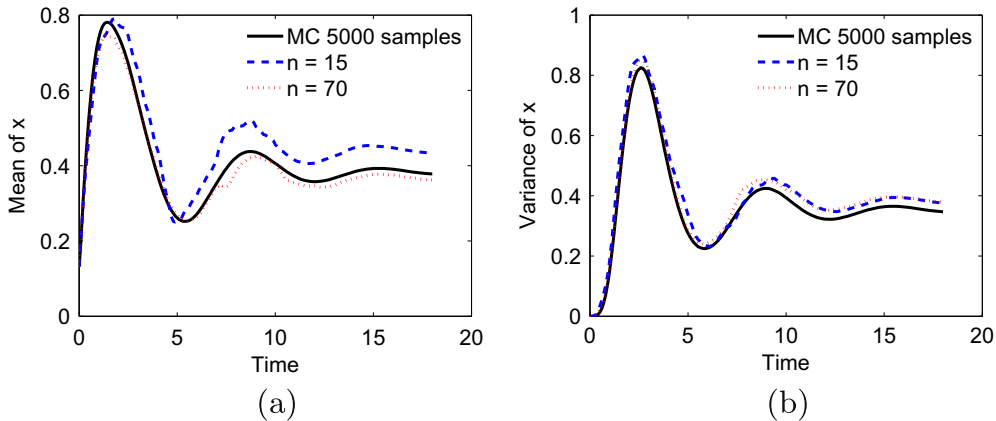 0.8
0.6
0.4
0.2
0
0
5
10
15
20
Mean of x
Time
MC 5000 samples
n = 15
n = 70
(a)
1
0.8
0.6
0.4
0.2
0
0
5
10
15
20
Variance of x
Time
MC 5000 samples
n = 15
n = 70
(b)